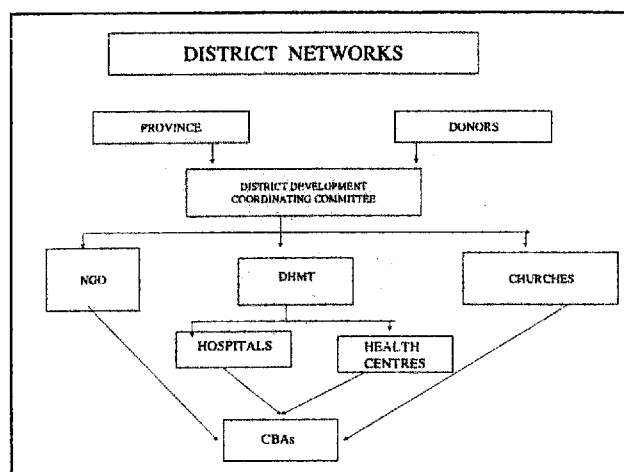 DISTRICT NETWORKS
PROVINCE
DONORS
DISTRICT DEVELOPMENT
COORDINATING COMMITTEE
NGO
DHMT
CHURCHES
HOSPITALS
HEALTH
CENTRES
CBAs